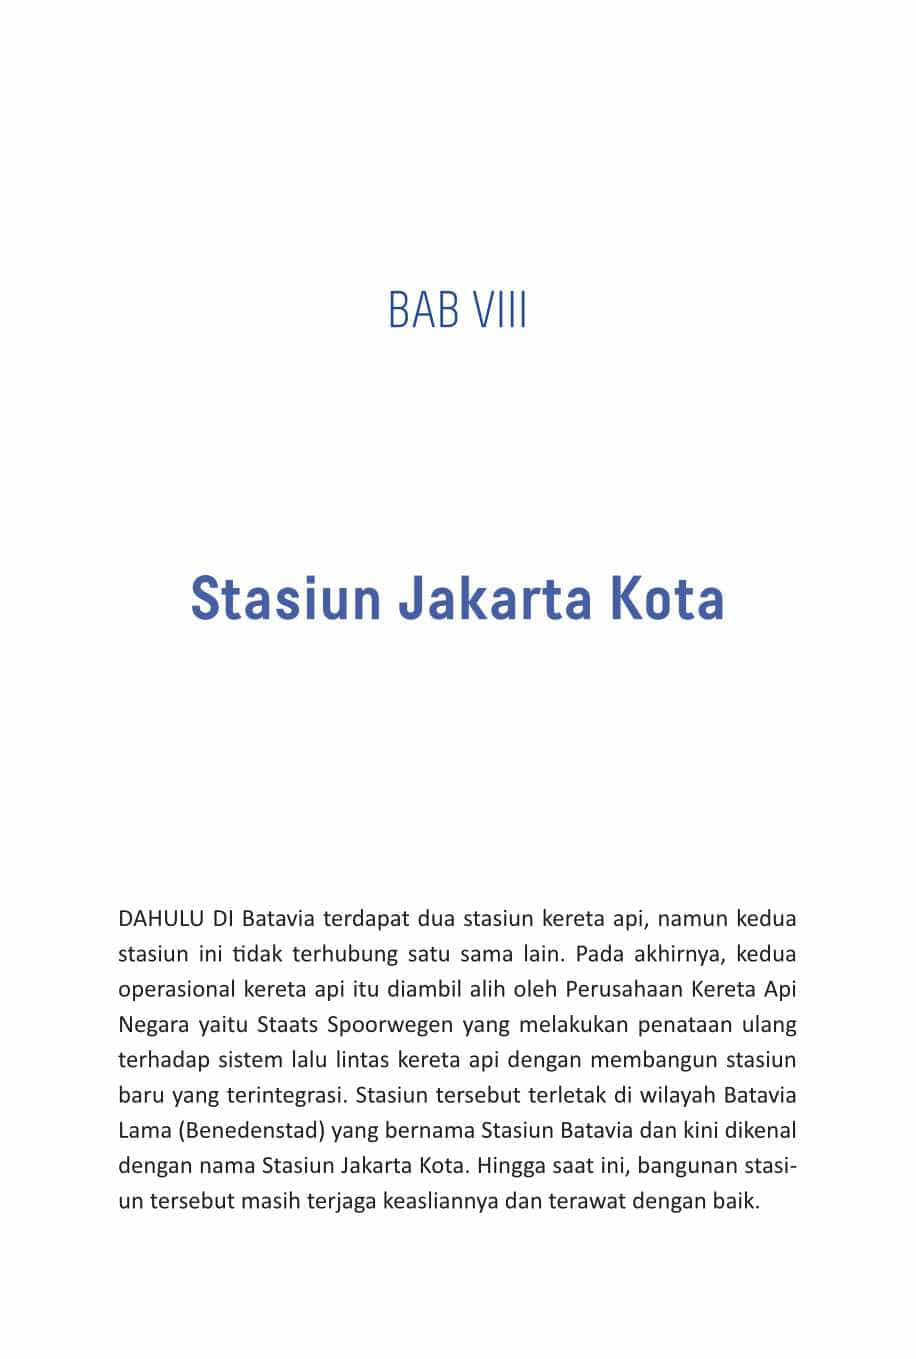 BAB VIII
Stasiun Jakarta Kota
DAHULU DI Batavia terdapat dua stasiun kereta api, namun kedua
stasiun ini tidak terhubung satu sama lain. Pada akhirnya, kedua
operasional kereta api itu diambil alih oleh Perusahaan Kereta Api
Negara yaitu Staats Spoorwegen yang melakukan penataan ulang
terhadap sistem lalu lintas kereta api dengan membangun stasiun
baru yang terintegrasi. Stasiun tersebut terletak di wilayah Batavia
Lama (Benedenstad) yang bernama Stasiun Batavia dan kini dikenal
dengan nama Stasiun Jakarta Kota. Hingga saat ini, bangunan stasi-
un tersebut masih terjaga keasliannya dan terawat dengan baik.